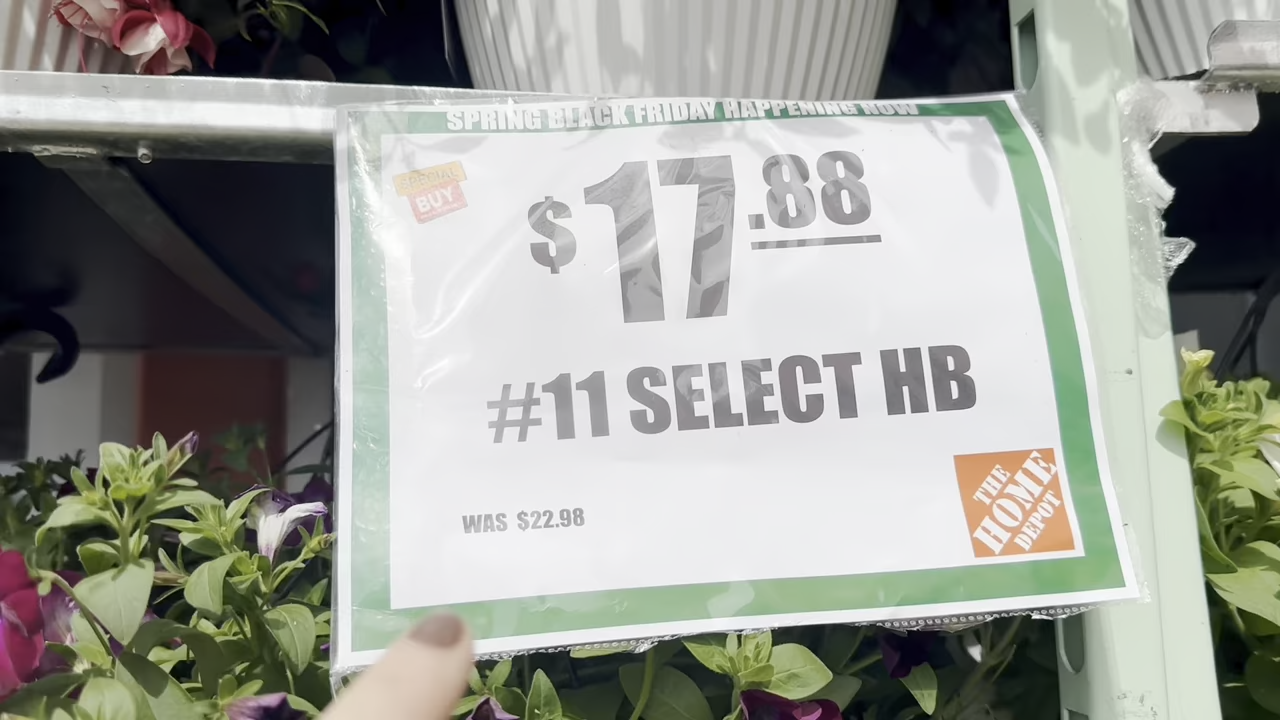 SPRING BLACK FRIDAY HAPPENING NOW
SPECIAL
BUY
$17.88
#11 SELECT HB
WAS $22.98
THE
HOME
DEPOT